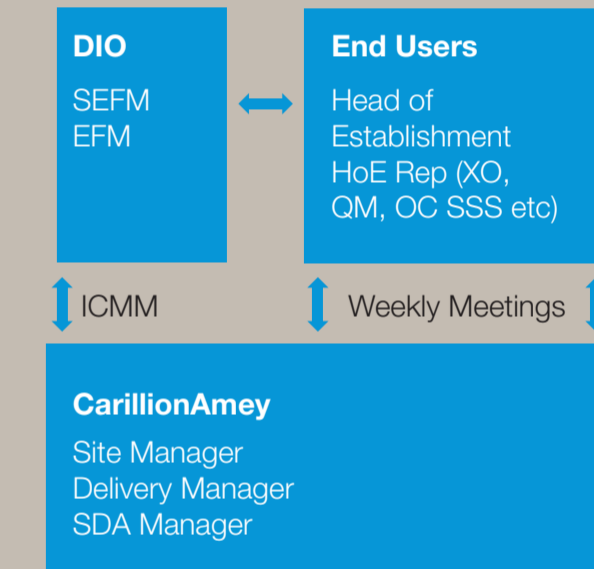 DIO
SEFM
EFM
End Users
Head of
Establishment
HoE Rep (XO,
QM, OC SSS etc)
ICMM
Weekly Meetings
CarillionAmey
Site Manager
Delivery Manager
SDA Manager